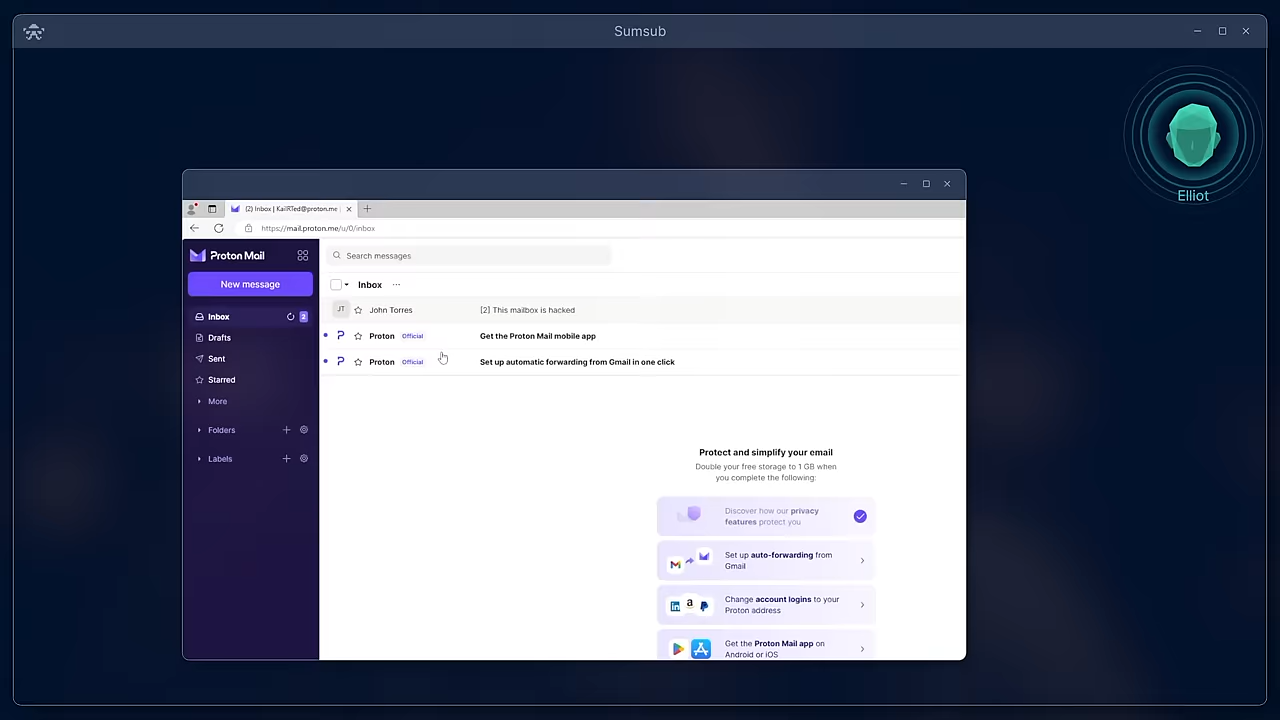 Sumsub
Elliot
(2) Inbox | KaiRTed@proton.me
https://mail.proton.me/u/0/inbox
Proton Mail
Search messages
New message
Inbox
JT John Torres [2] This mailbox is hacked
Proton Official Get the Proton Mail mobile app
Proton Official Set up automatic forwarding from Gmail in one click
Inbox 2
Drafts
Sent
Starred
More
Folders
Labels
Protect and simplify your email
Double your free storage to 1 GB when
you complete the following:
Discover how our privacy
features protect you
Set up auto-forwarding from
Gmail
Change account logins to your
Proton address
Get the Proton Mail app on
Android or iOS